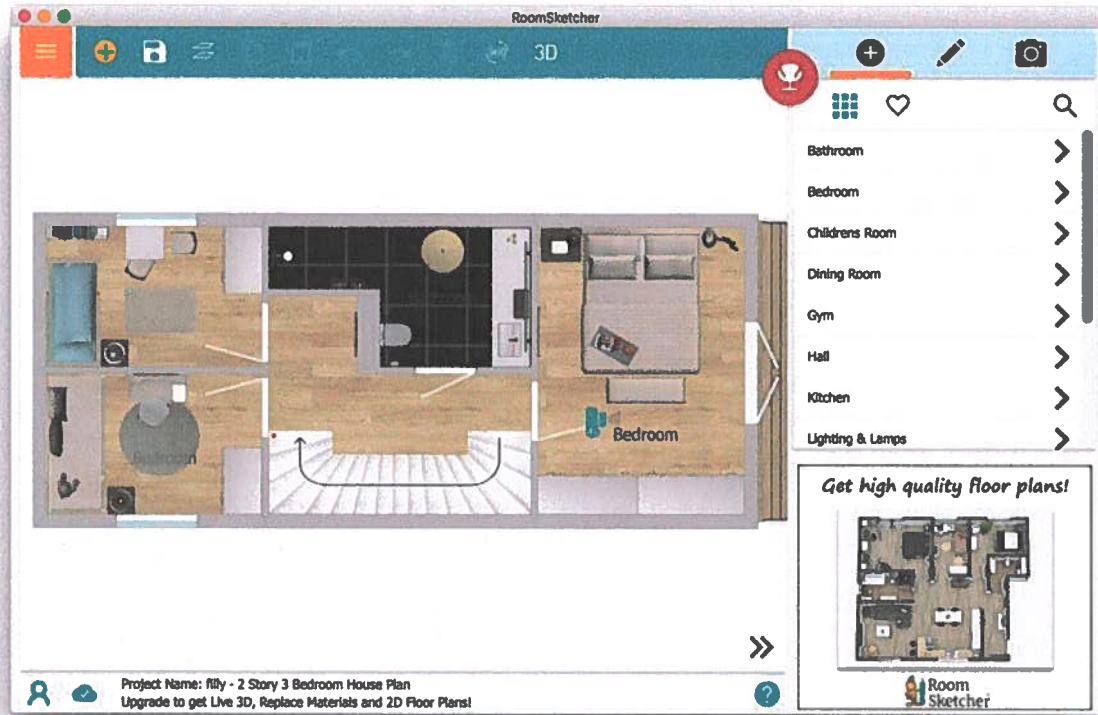 RoomSketcher
3D
Bathroom
Bedroom
Childrens Room
Dining Room
Gym
Hall
Kitchen
Lighting & Lamps
Bedroom
Bedroom
Get high quality floor plans!
Room
Sketcher
Project Name: filly - 2 Story 3 Bedroom House Plan
Upgrade to get Live 3D, Replace Materials and 2D Floor Plans!
?